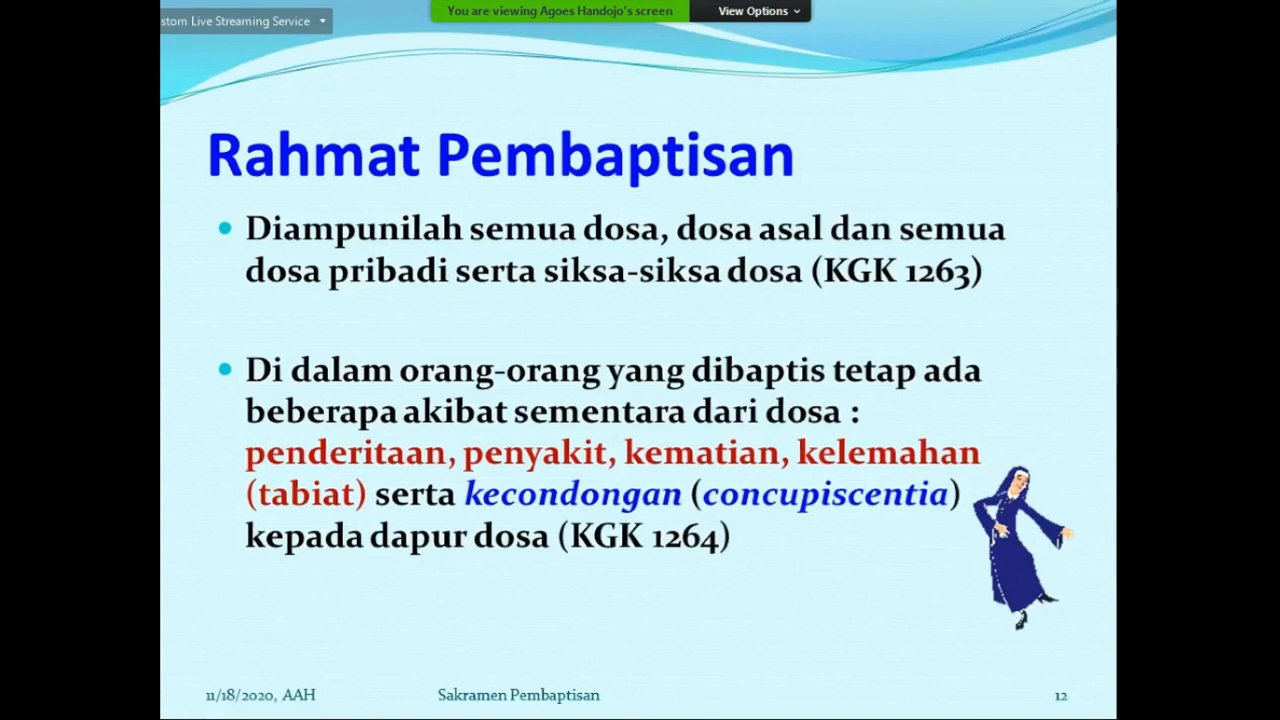 stom Live Streaming Service
You are viewing Agoes Handojo's screen
View Options
Rahmat Pembaptisan
Diampunilah semua dosa, dosa asal dan semua
dosa pribadi serta siksa-siksa dosa (KGK 1263)
Di dalam orang-orang yang dibaptis tetap ada
beberapa akibat sementara dari dosa :
penderitaan, penyakit, kematian, kelemahan
(tabiat) serta kecondongan (concupiscentia)
kepada dapur dosa (KGK 1264)
11/18/2020, AAH
Sakramen Pembaptisan
12